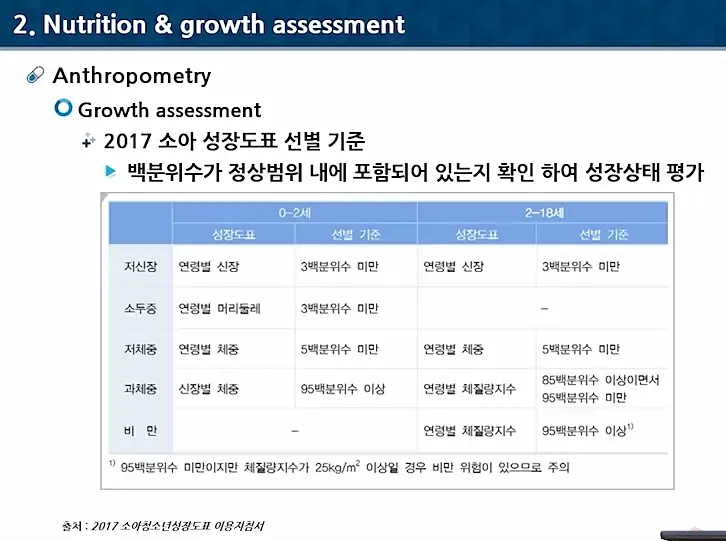 2. Nutrition & growth assessment
Anthropometry
Growth assessment
2017 소아 성장도표 선별 기준
백분위수가 정상범위 내에 포함되어 있는지 확인 하여 성장상태 평가
0-2세 2-18세
성장도표 선별 기준 성장도표 선별 기준
저신장 연령별 신장 3백분위수 미만 연령별 신장 3백분위수 미만
소두증 연령별 머리둘레 3백분위수 미만 –
저체중 연령별 체중 5백분위수 미만 연령별 체중 5백분위수 미만
과체중 신장별 체중 95백분위수 이상 연령별 체질량지수 85백분위수 이상이면서
95백분위수 미만
비 만 – 연령별 체질량지수 95백분위수 이상1)
1) 95백분위수 미만이지만 체질량지수가 25kg/m2 이상일 경우 비만 위험이 있으므로 주의
출처 : 2017 소아청소년성장도표 이용지침서